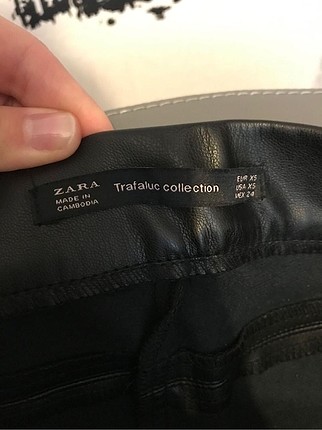 ZARA
MADE IN
CAMBODIA
Trafaluc collection
EUR XS
USA XS
MEX 24